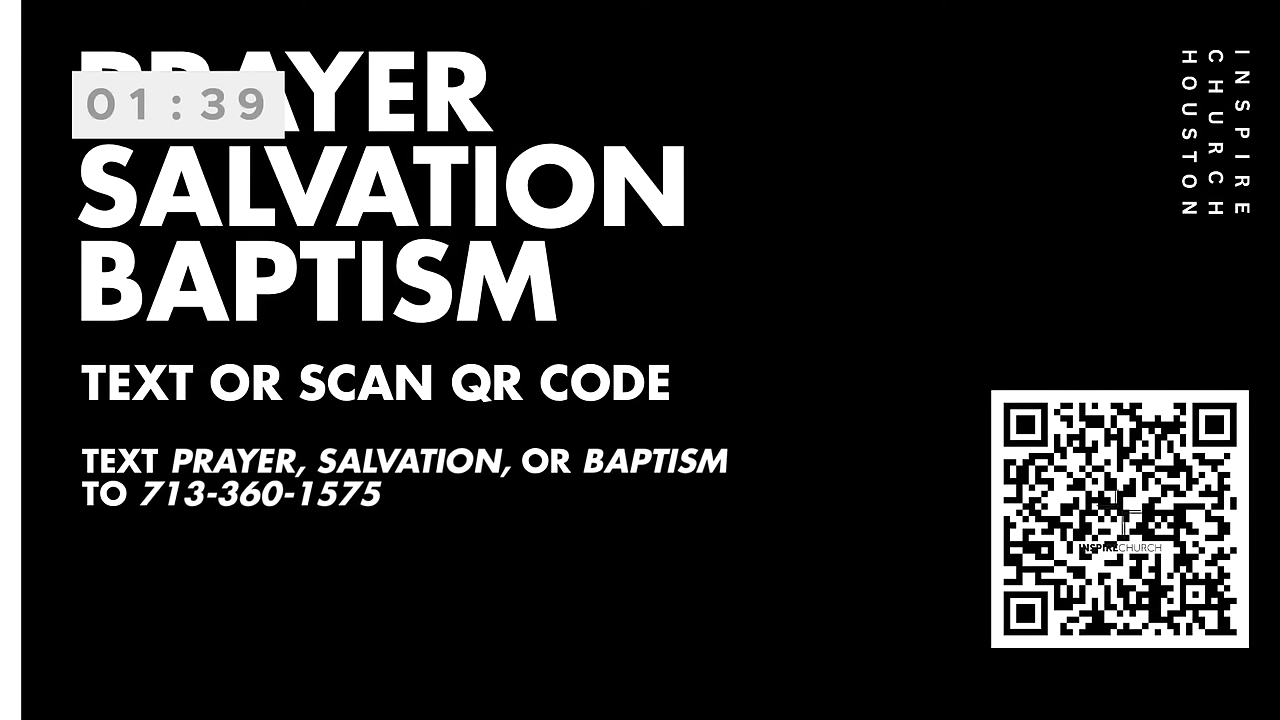 PRAYER
01:39
SALVATION
BAPTISM
TEXT OR SCAN QR CODE
TEXT PRAYER, SALVATION, OR BAPTISM
TO 713-360-1575
INSPIRE
CHURCH
HOUSTON
INSPIRECHURCH